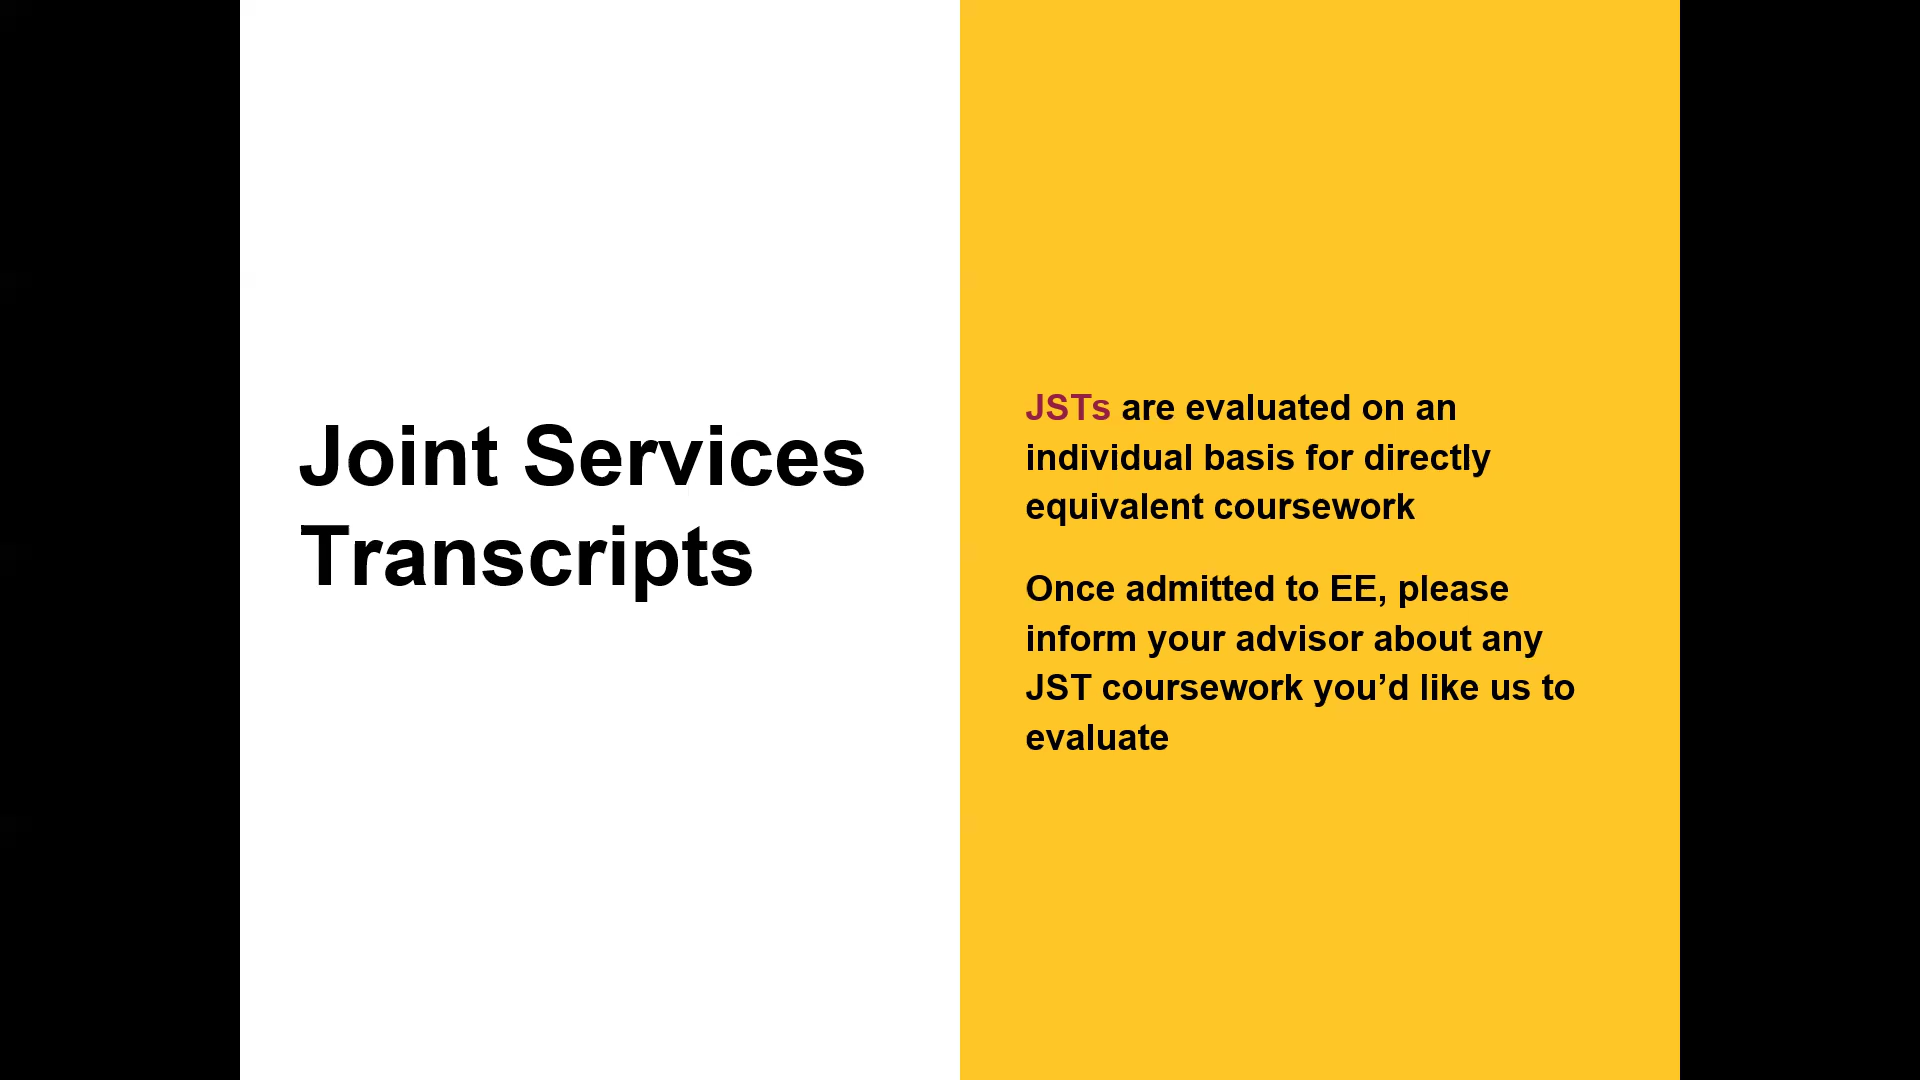 Joint Services
Transcripts
JSTs are evaluated on an
individual basis for directly
equivalent coursework
Once admitted to EE, please
inform your advisor about any
JST coursework you’d like us to
evaluate